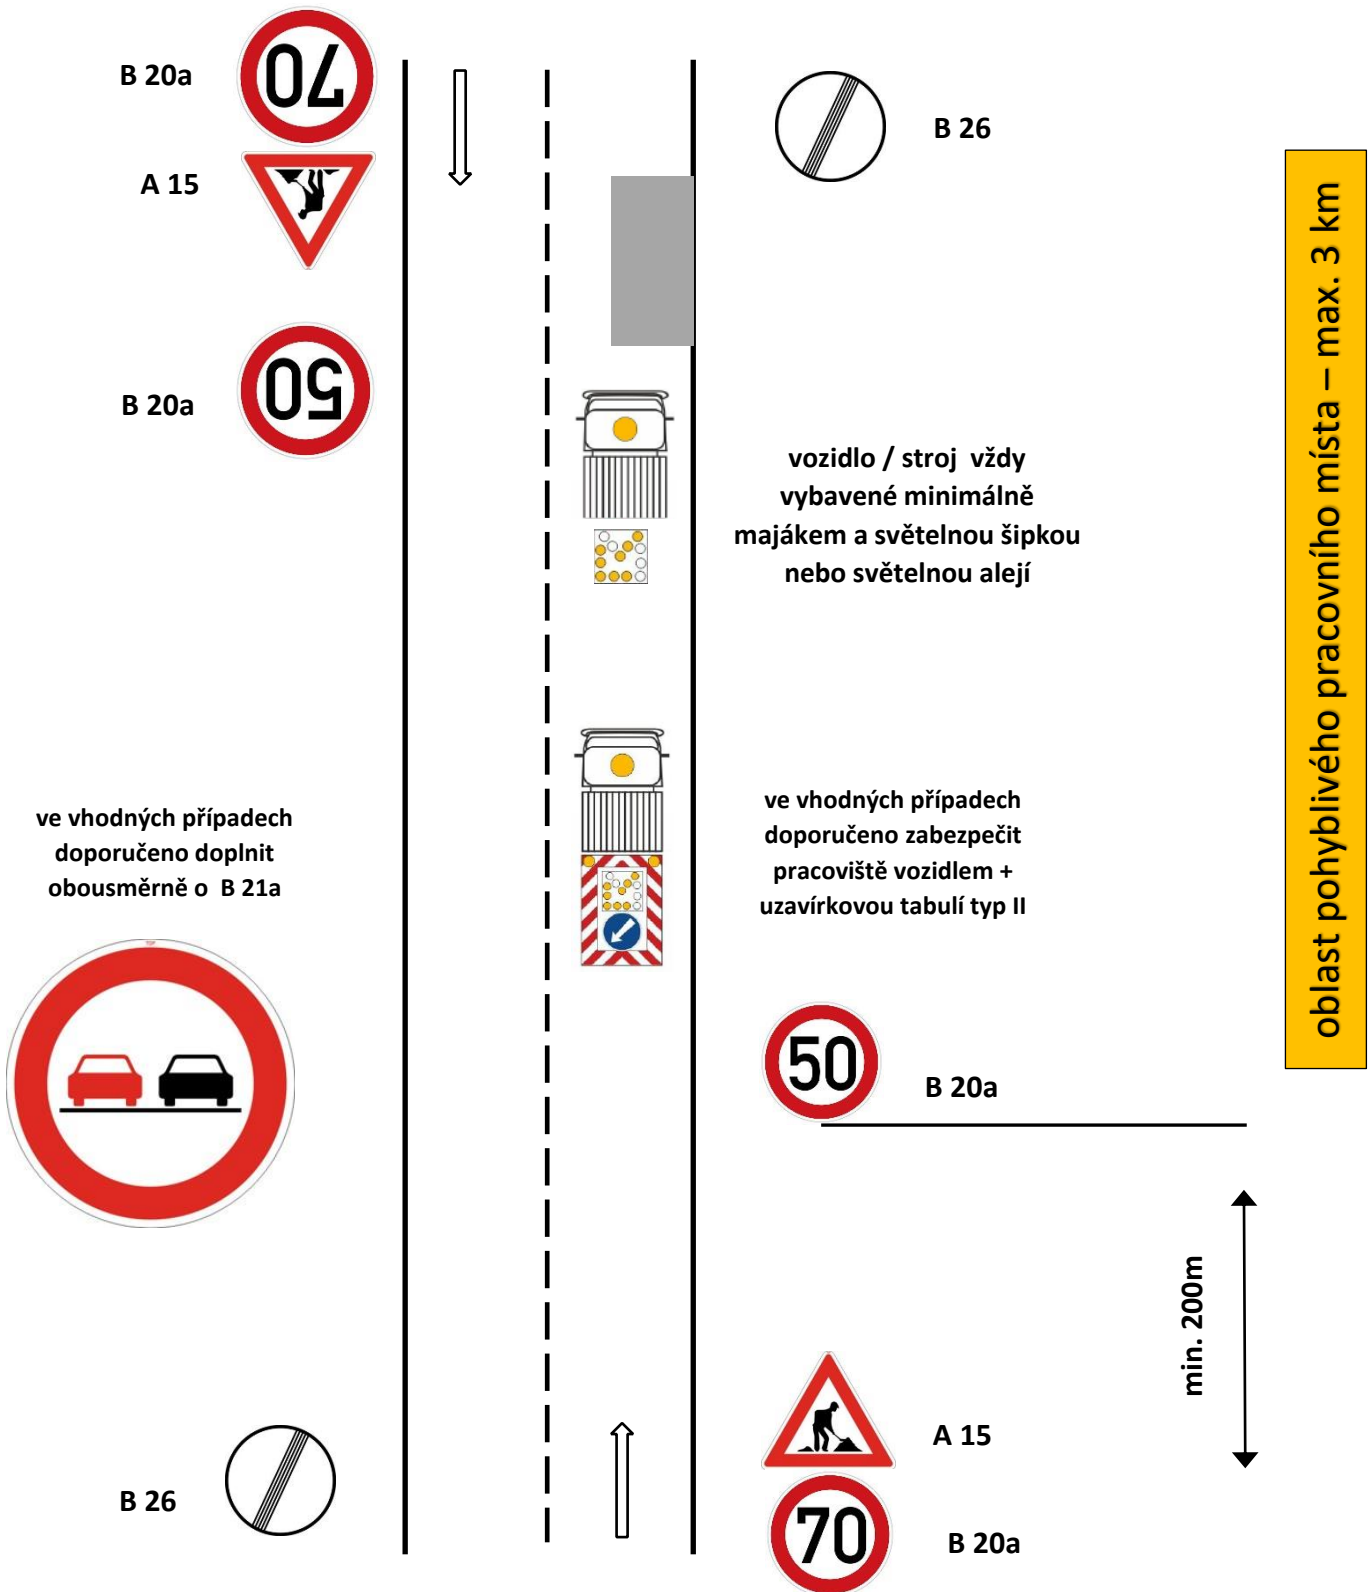 B 20a
70
B 26
A 15
50
B 20a
vozidlo / stroj vždy
vybavené minimálně
majákem a světelnou šipkou
nebo světelnou alejí
oblast pohyblivého pracovního místa – max. 3 km
ve vhodných případech
doporučeno doplnit
obousměrně o B 21a
ve vhodných případech
doporučeno zabezpečit
pracoviště vozidlem +
uzavírkovou tabulí typ II
50
B 20a
min. 200m
A 15
B 26
70
B 20a